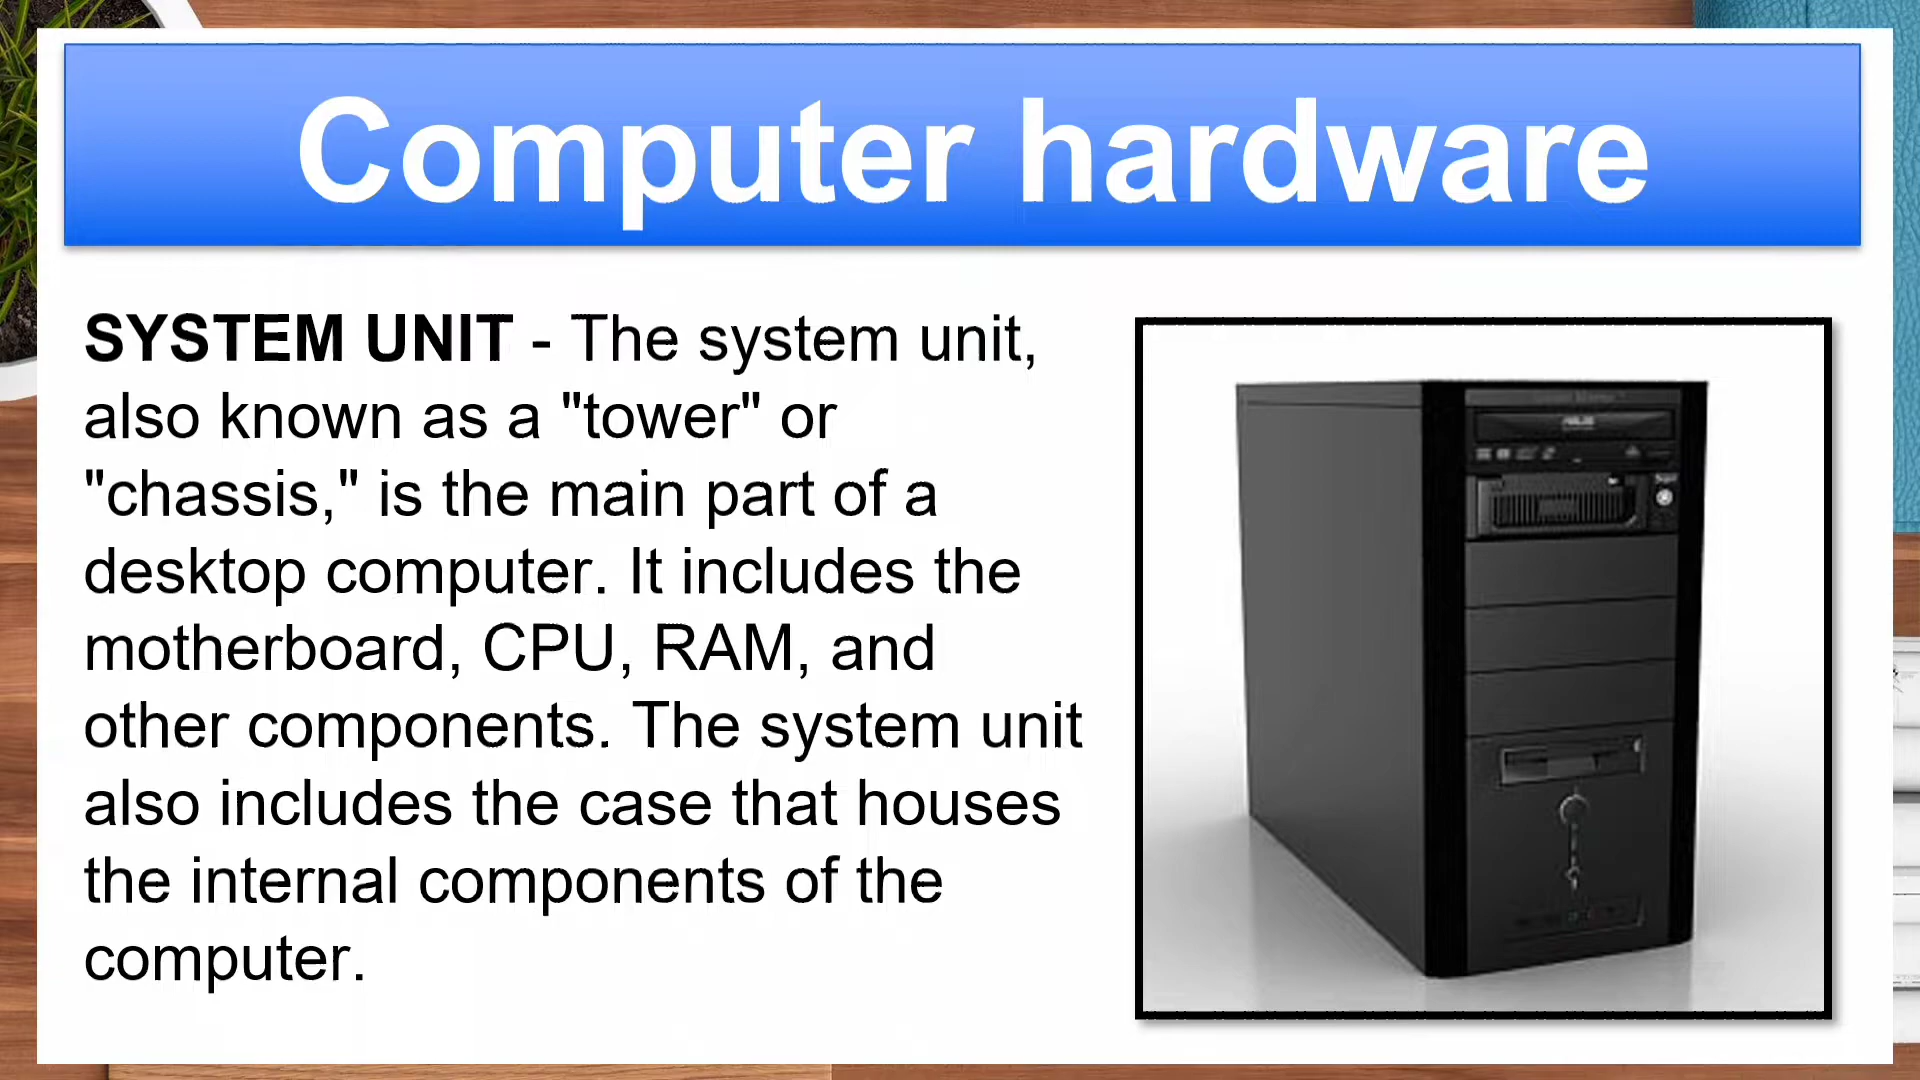 Computer hardware
SYSTEM UNIT - The system unit,
also known as a "tower" or
"chassis," is the main part of a
desktop computer. It includes the
motherboard, CPU, RAM, and
other components. The system unit
also includes the case that houses
the internal components of the
computer.